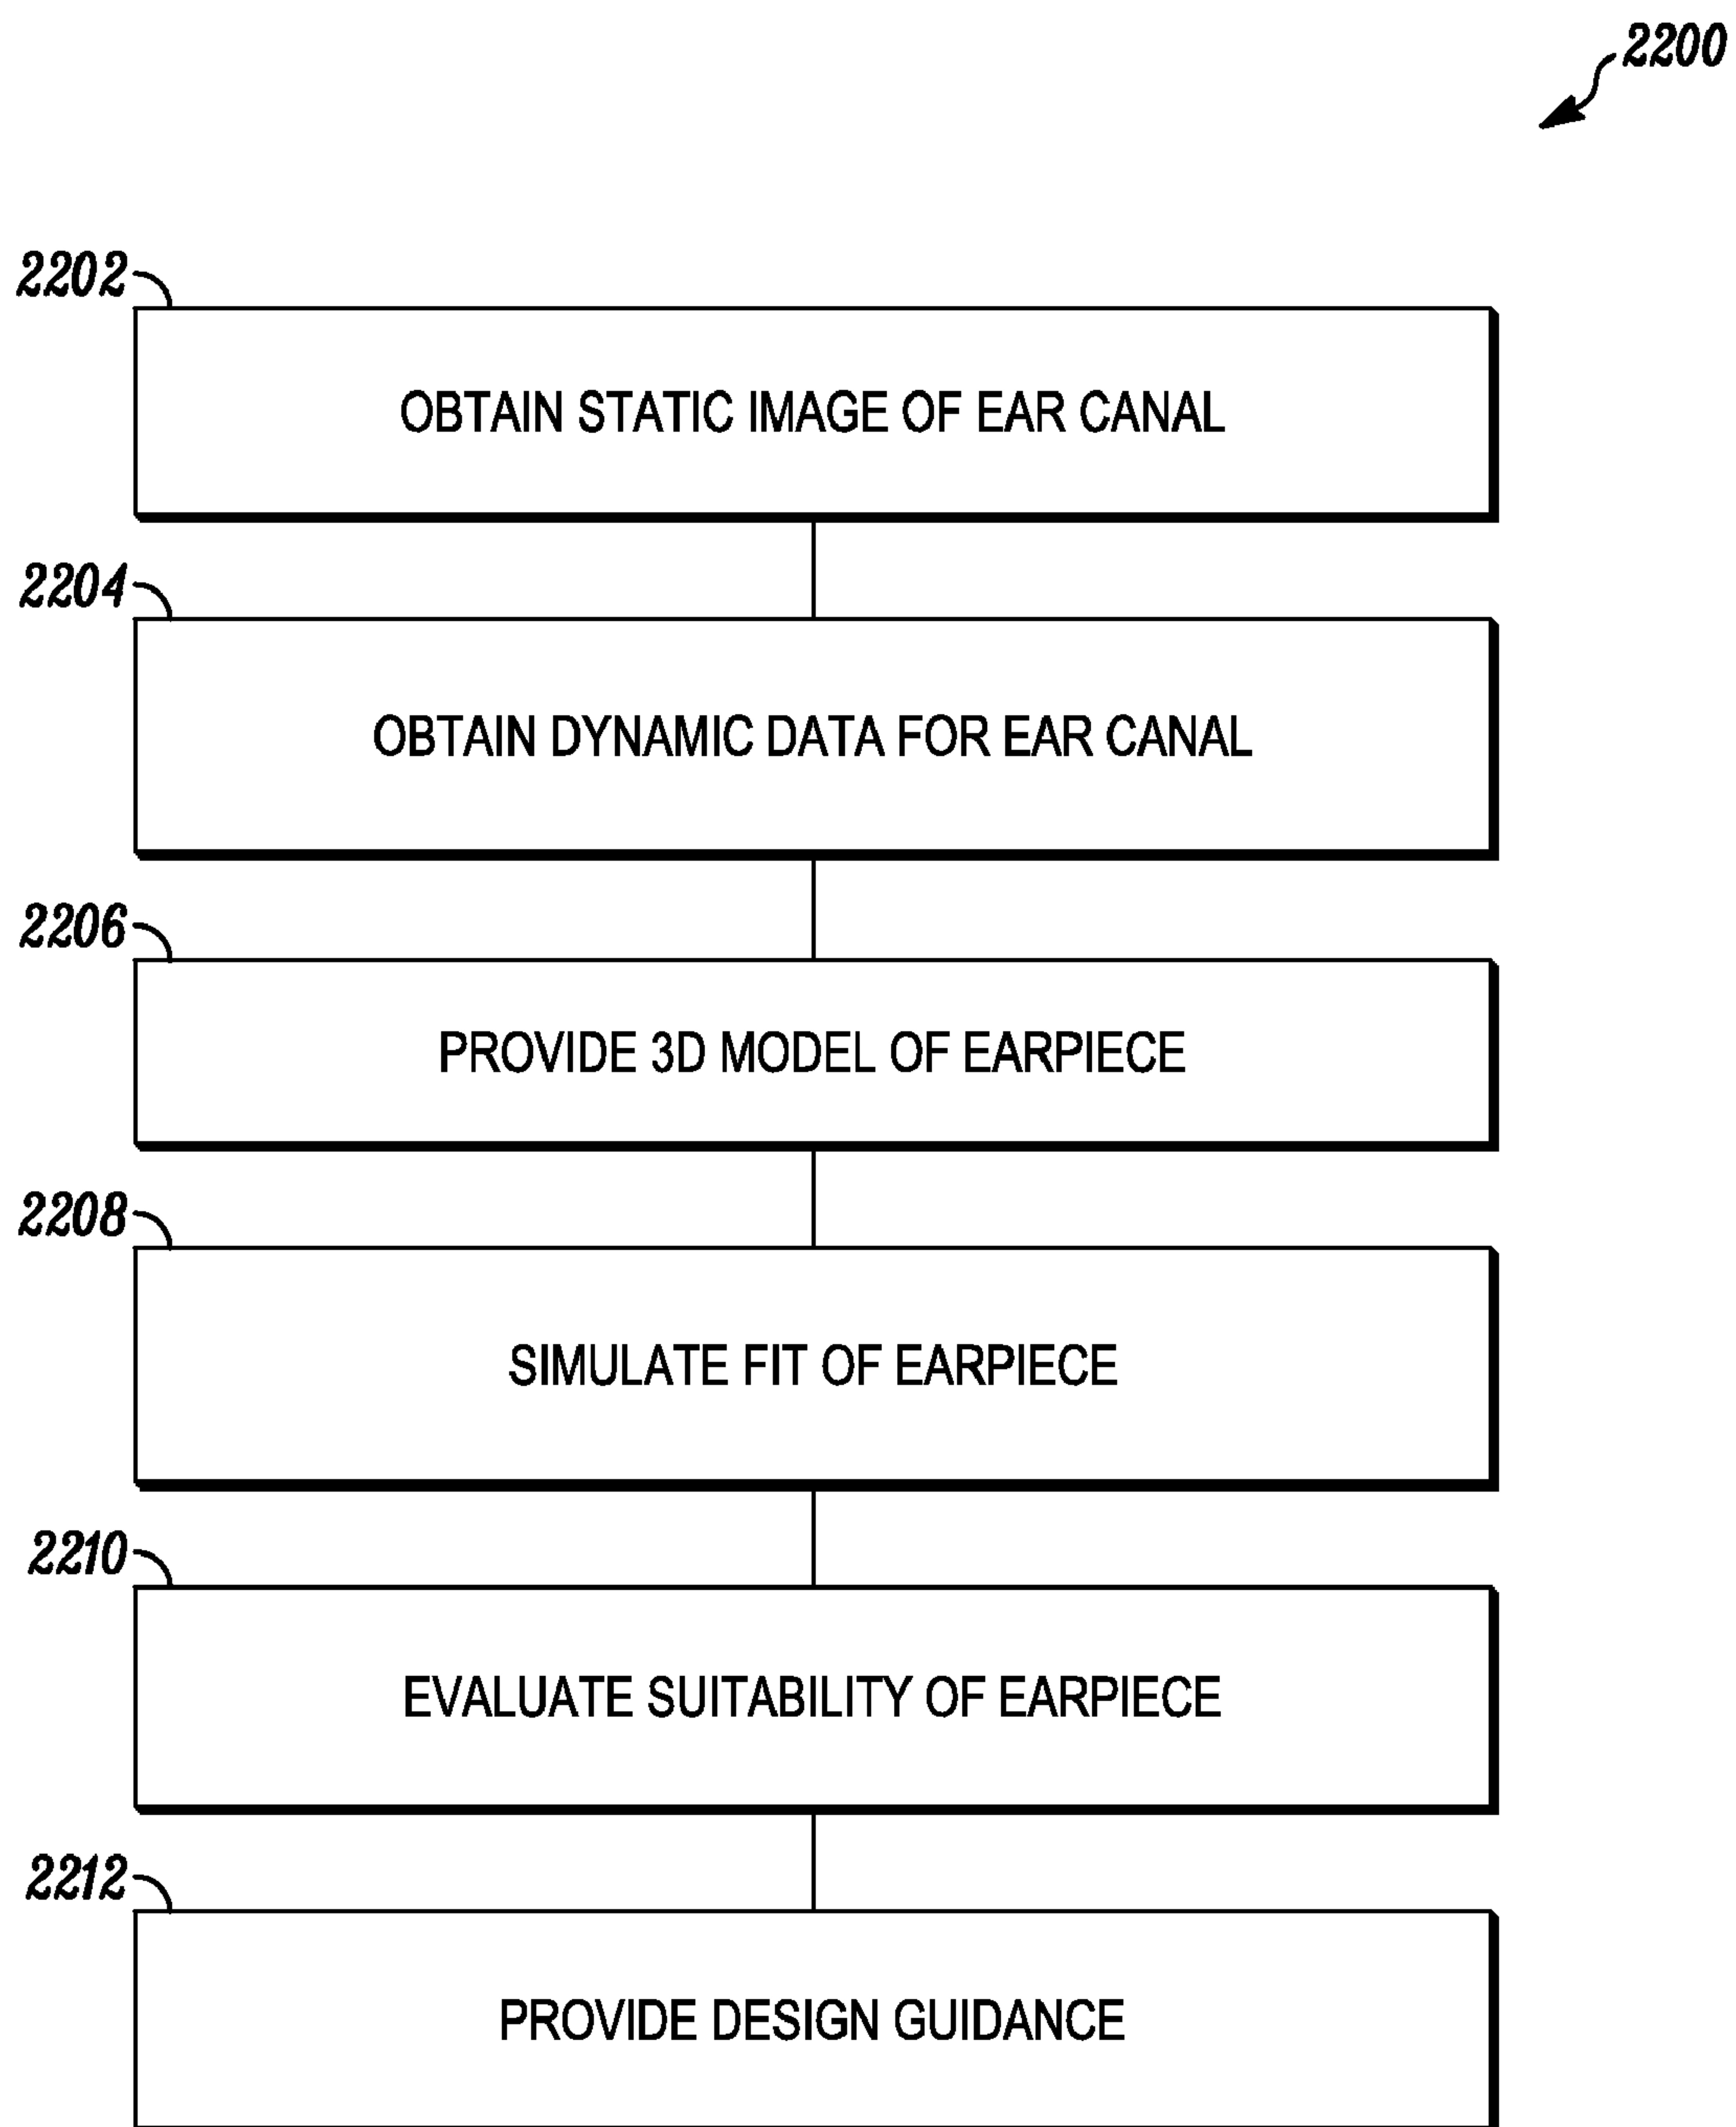 2200
2202
OBTAIN STATIC IMAGE OF EAR CANAL
2204
OBTAIN DYNAMIC DATA FOR EAR CANAL
2206
PROVIDE 3D MODEL OF EARPIECE
2208
SIMULATE FIT OF EARPIECE
2210
EVALUATE SUITABILITY OF EARPIECE
2212
PROVIDE DESIGN GUIDANCE